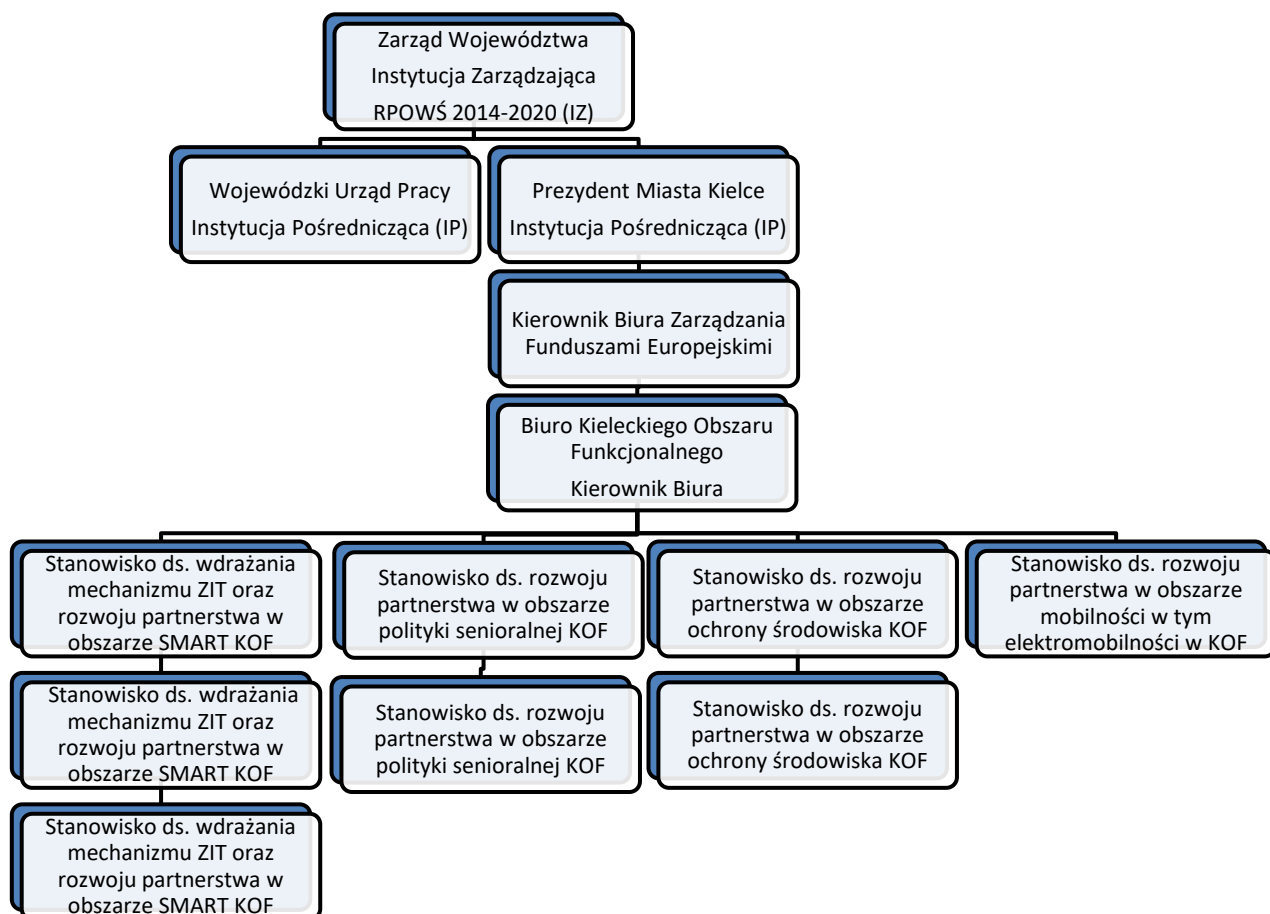 Zarząd Województwa
Instytucja Zarządzająca
RPOWŚ 2014-2020 (IZ)
Wojewódzki Urząd Pracy
Instytucja Pośrednicząca (IP)
Prezydent Miasta Kielce
Instytucja Pośrednicząca (IP)
Kierownik Biura Zarządzania
Funduszami Europejskimi
Biuro Kieleckiego Obszaru
Funkcjonalnego
Kierownik Biura
Stanowisko ds. wdrażania
mechanizmu ZIT oraz
rozwoju partnerstwa w
obszarze SMART KOF
Stanowisko ds. rozwoju
partnerstwa w obszarze
polityki senioralnej KOF
Stanowisko ds. rozwoju
partnerstwa w obszarze
ochrony środowiska KOF
Stanowisko ds. rozwoju
partnerstwa w obszarze
mobilności w tym
elektromobilności w KOF
Stanowisko ds. wdrażania
mechanizmu ZIT oraz
rozwoju partnerstwa w
obszarze SMART KOF
Stanowisko ds. rozwoju
partnerstwa w obszarze
polityki senioralnej KOF
Stanowisko ds. rozwoju
partnerstwa w obszarze
ochrony środowiska KOF
Stanowisko ds. wdrażania
mechanizmu ZIT oraz
rozwoju partnerstwa w
obszarze SMART KOF